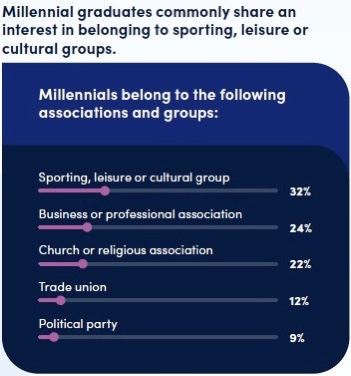 Millennial graduates commonly share an
interest in belonging to sporting, leisure or
cultural groups.
Millennials belong to the following
associations and groups:
Sporting, leisure or cultural group
32%
Business or professional association
24%
Church or religious association
22%
Trade union
12%
Political party
9%